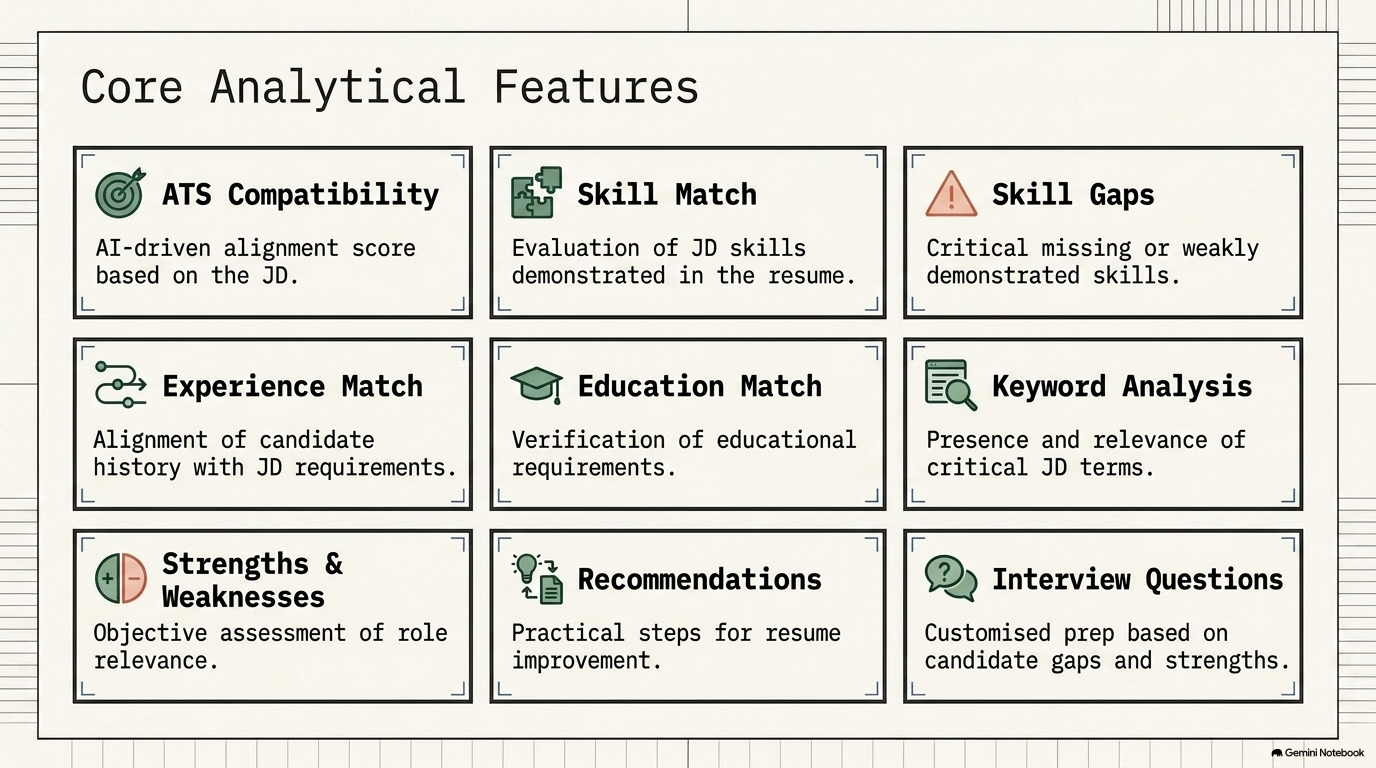 Core Analytical Features
ATS Compatibility
AI-driven alignment score
based on the JD.
Skill Match
Evaluation of JD skills
demonstrated in the resume.
Skill Gaps
Critical missing or weakly
demonstrated skills.
Experience Match
Alignment of candidate
history with JD requirements.
Education Match
Verification of educational
requirements.
Keyword Analysis
Presence and relevance of
critical JD terms.
Strengths &
Weaknesses
Objective assessment of role
relevance.
Recommendations
Practical steps for resume
improvement.
Interview Questions
Customised prep based on
candidate gaps and strengths.
Gemini Notebook